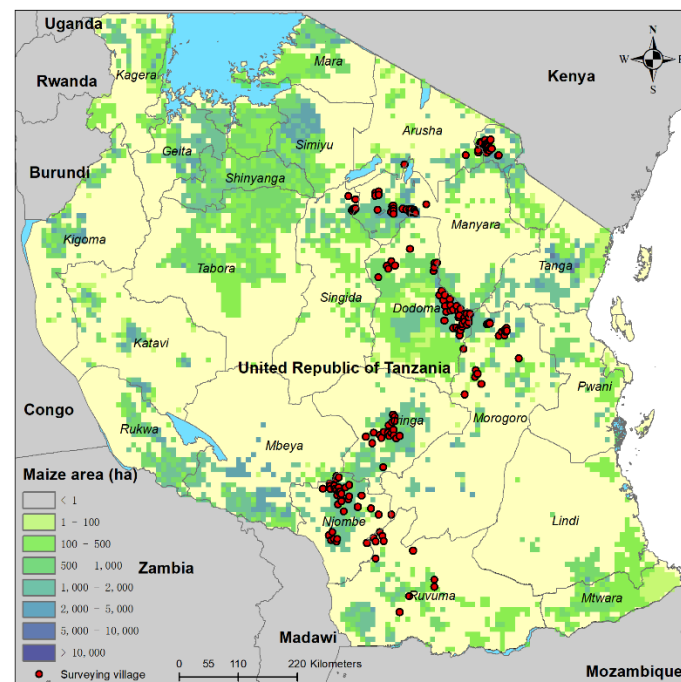 Uganda
N
W E
S
Kagera
Mara
Rwanda
Kenya
Arusha
Geita
Simiyu
Burundi
Shinyanga
Manyara
Kigoma
Tabora
Tanga
Singida
Dodoma
Katavi
United Republic of Tanzania
Pwani
Congo
Iringa
Morogoro
Rukwa
Mbeya
Maize area (ha)
< 1
1 - 100
100 - 500
500 - 1,000
1,000 - 2,000
2,000 - 5,000
5,000 - 10,000
> 10,000
Surveying village
Njombe
Lindi
Zambia
Ruvuma
Mtwara
Madawi
0 55 110 220 Kilometers
Mozambique